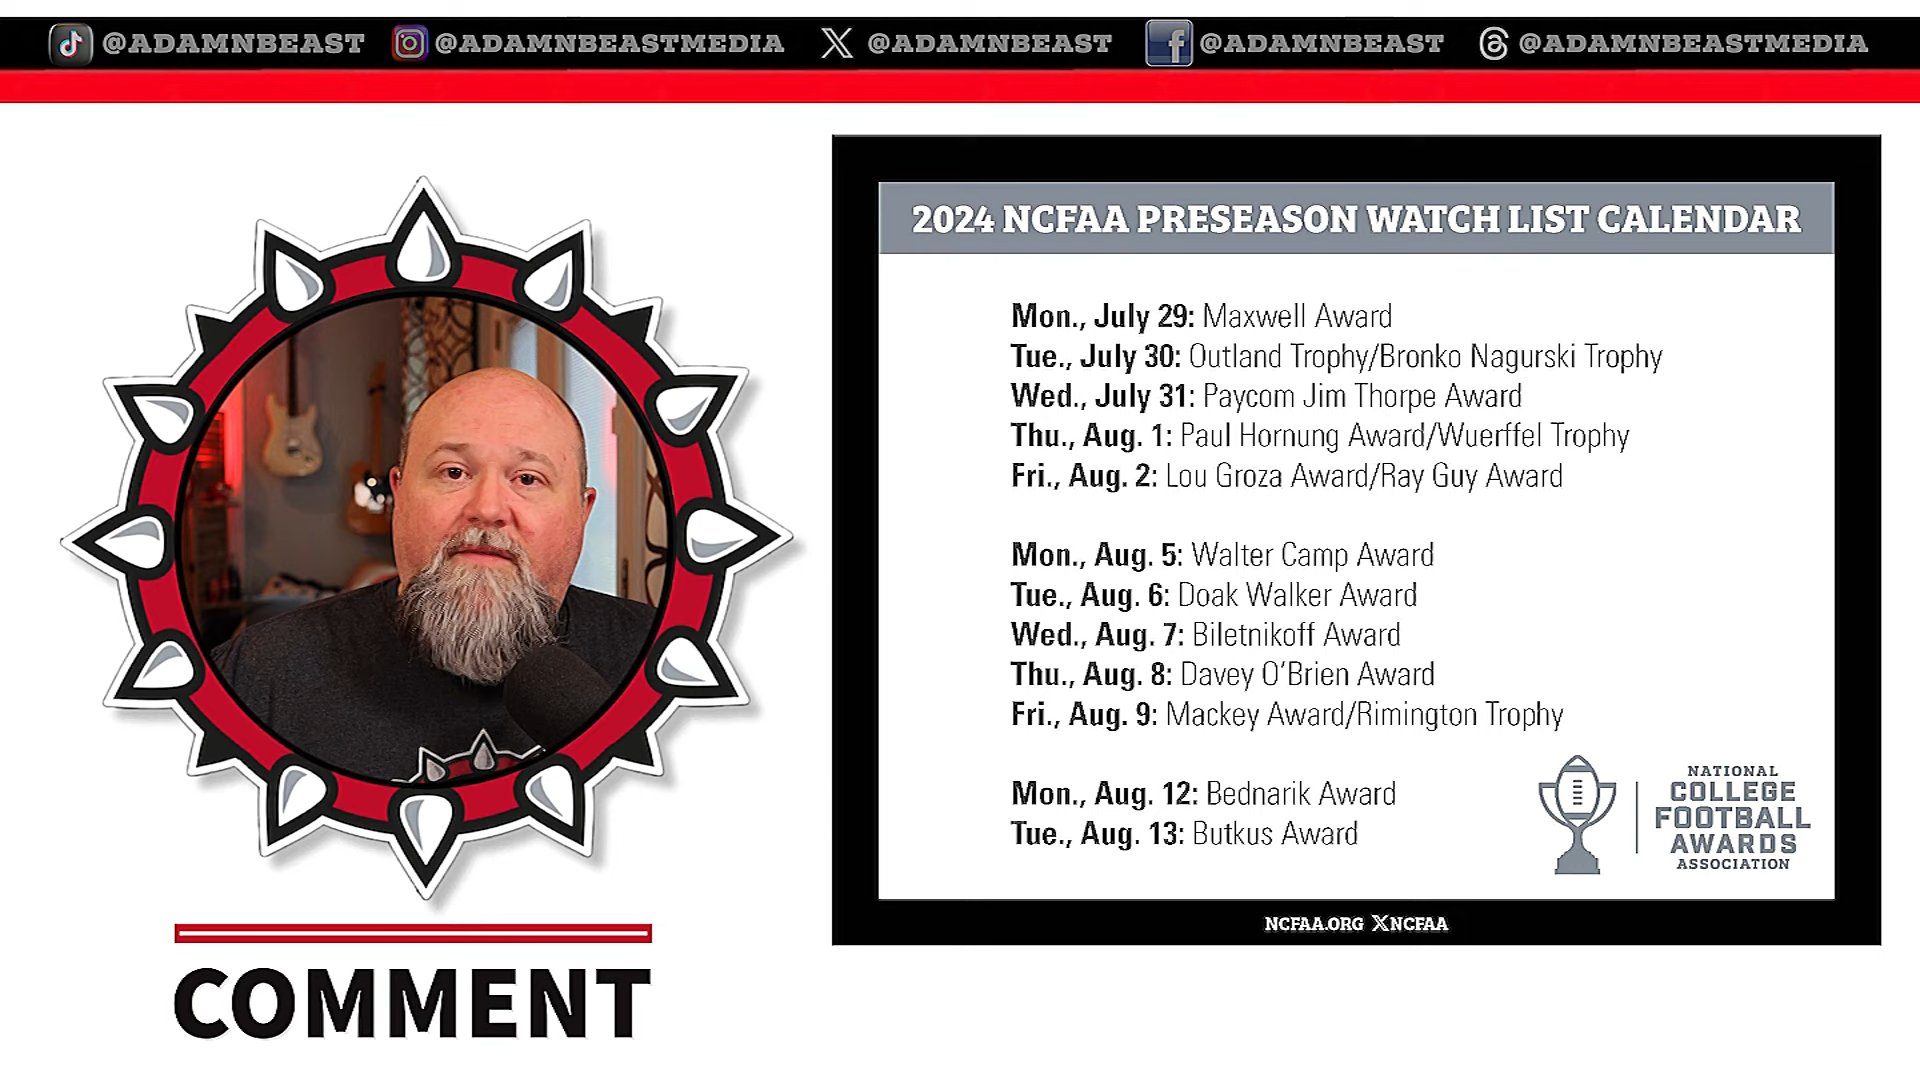 @ADAMNBEAST @ADAMNBEASTMEDIA @ADAMNBEAST @ADAMNBEAST @ADAMNBEASTMEDIA
2024 NCFAA PRESEASON WATCH LIST CALENDAR
Mon., July 29: Maxwell Award
Tue., July 30: Outland Trophy/Bronko Nagurski Trophy
Wed., July 31: Paycom Jim Thorpe Award
Thu., Aug. 1: Paul Hornung Award/Wuerffel Trophy
Fri., Aug. 2: Lou Groza Award/Ray Guy Award
Mon., Aug. 5: Walter Camp Award
Tue., Aug. 6: Doak Walker Award
Wed., Aug. 7: Biletnikoff Award
Thu., Aug. 8: Davey O'Brien Award
Fri., Aug. 9: Mackey Award/Rimington Trophy
Mon., Aug. 12: Bednarik Award
Tue., Aug. 13: Butkus Award
NATIONAL
COLLEGE
FOOTBALL
AWARDS
ASSOCIATION
NCFAA.ORG XNCFAA
COMMENT